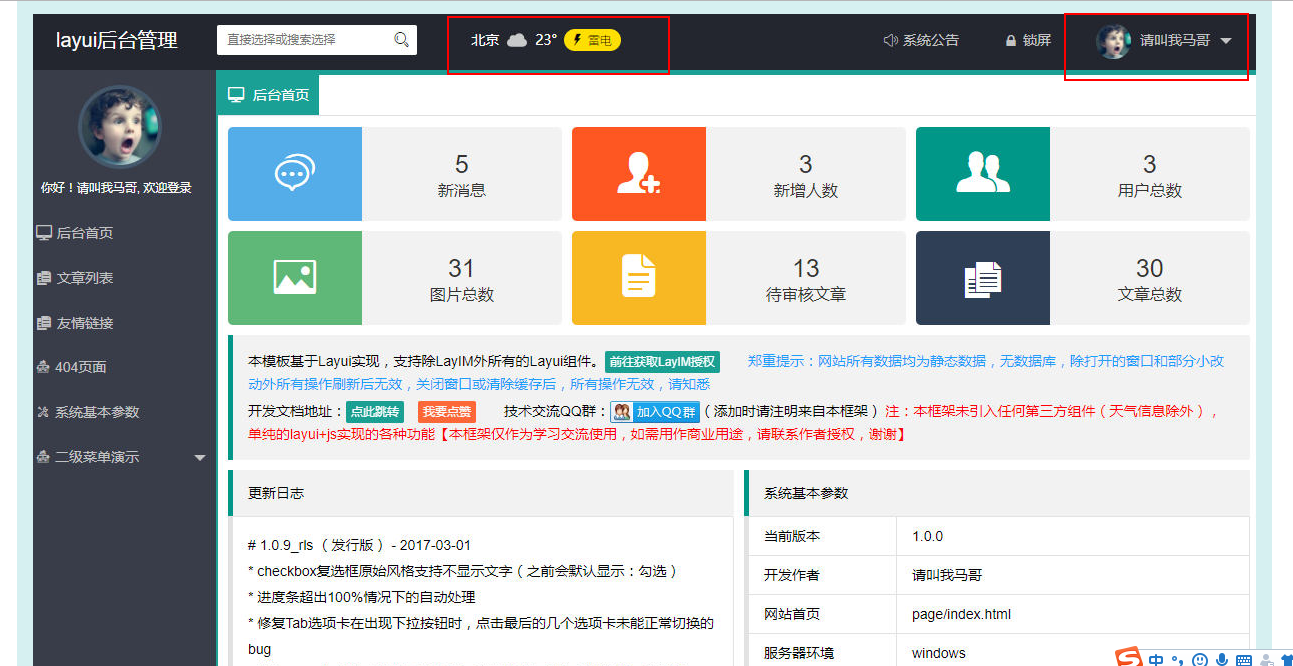 layui后台管理
直接选择或搜索选择
北京 23° 雷电
系统公告
锁屏
请叫我马哥
你好！请叫我马哥, 欢迎登录
后台首页
文章列表
友情链接
404页面
系统基本参数
二级菜单演示
后台首页
5
新消息
3
新增人数
3
用户总数
31
图片总数
13
待审核文章
30
文章总数
本模板基于Layui实现，支持除LayIM外所有的Layui组件。 前往获取LayIM授权 郑重提示：网站所有数据均为静态数据，无数据库，除打开的窗口和部分小改
动外所有操作刷新后无效，关闭窗口或清除缓存后，所有操作无效，请知悉
开发文档地址： 点此跳转 我要点赞 技术交流QQ群： 加入QQ群 （添加时请注明来自本框架）注：本框架未引入任何第三方组件（天气信息除外），
单纯的layui+js实现的各种功能【本框架仅作为学习交流使用，如需用作商业用途，请联系作者授权，谢谢】
更新日志
# 1.0.9_rls （发行版） - 2017-03-01
* checkbox复选框原始风格支持不显示文字（之前会默认显示：勾选）
* 进度条超出100%情况下的自动处理
* 修复Tab选项卡在出现下拉按钮时，点击最后的几个选项卡未能正常切换的
bug
系统基本参数
当前版本 1.0.0
开发作者 请叫我马哥
网站首页 page/index.html
服务器环境 windows
中